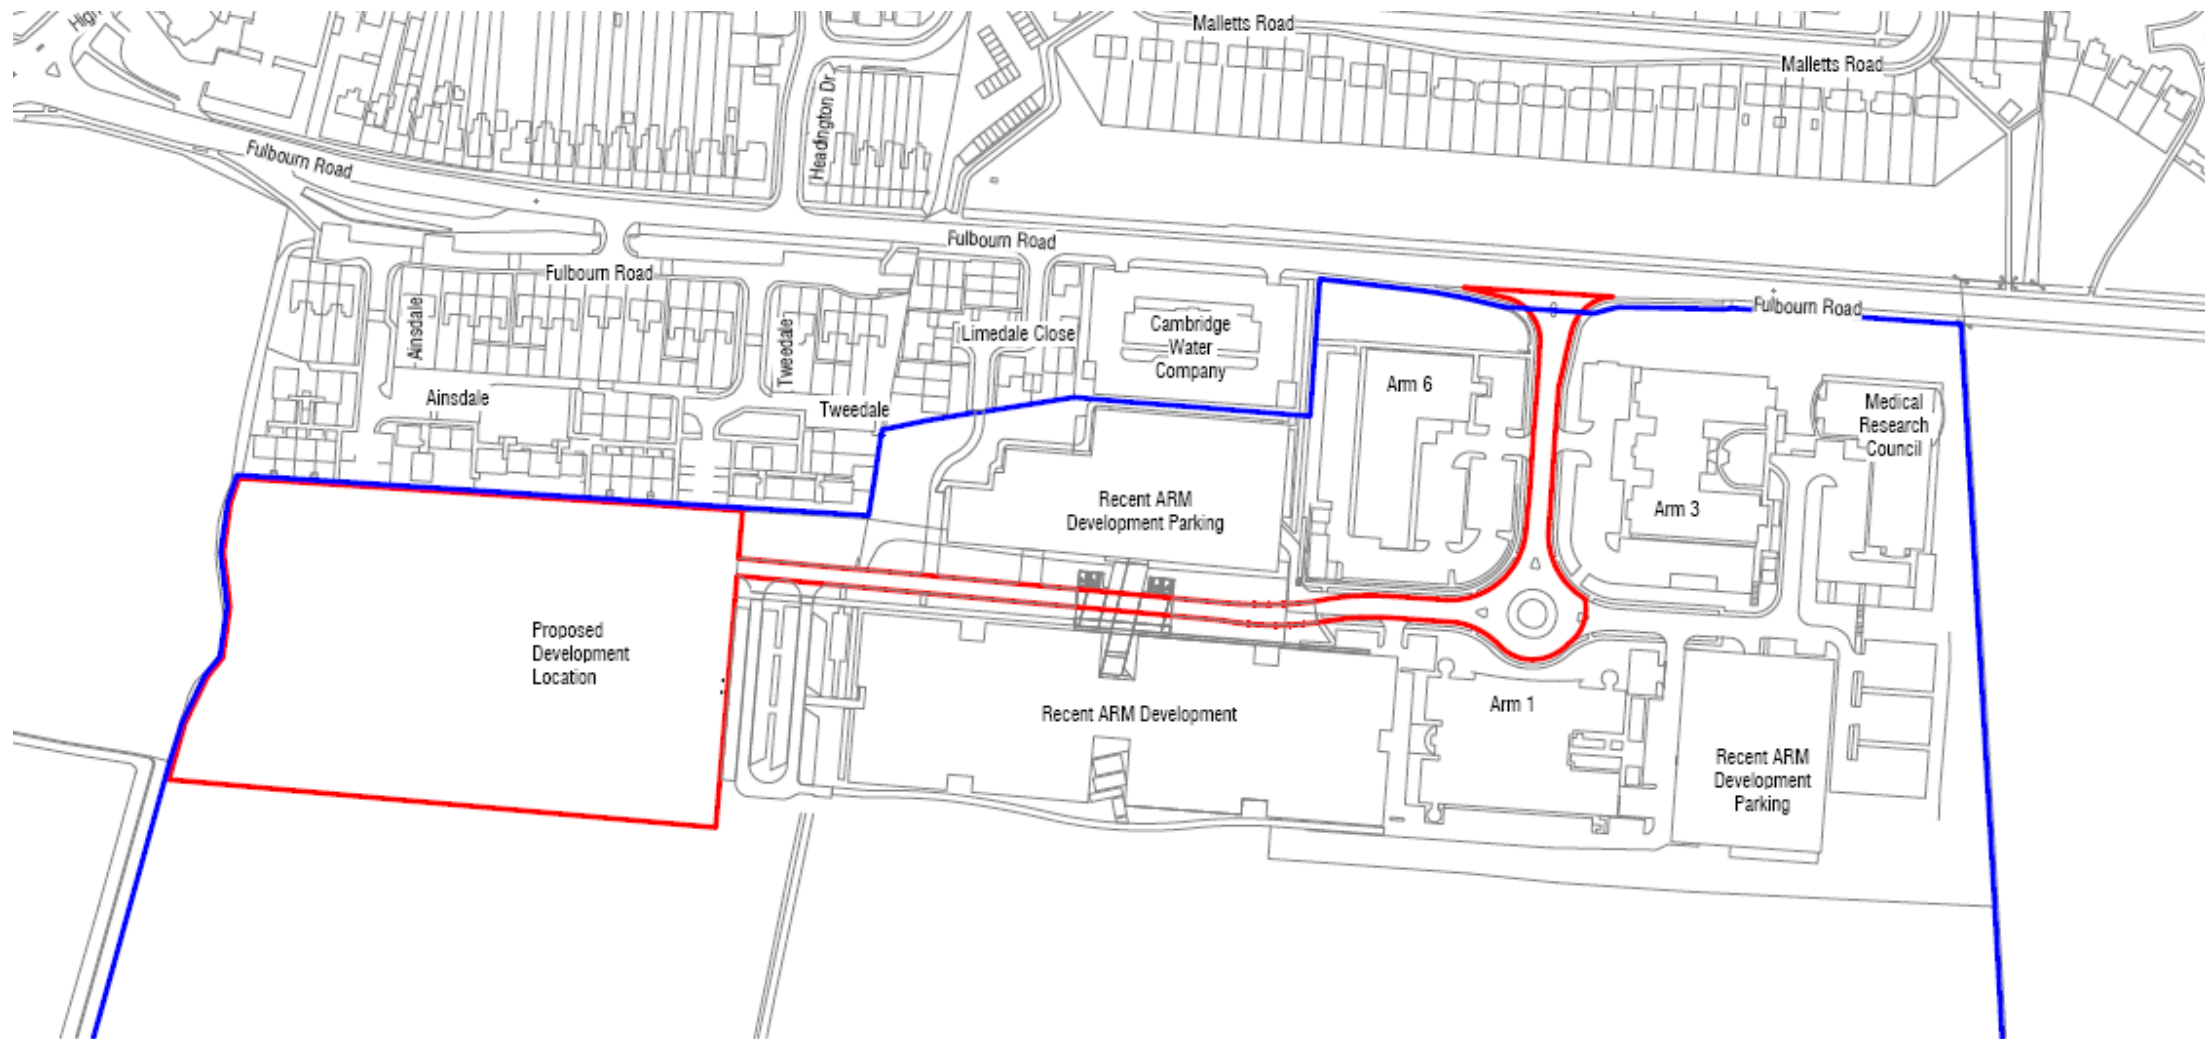 High
Malletts Road
Malletts Road
Headington Dr
Fulbourn Road
Fulbourn Road
Fulbourn Road
Fulbourn Road
Ainsdale
Tweedale
Limedale Close
Cambridge
Water
Company
Arm 6
Medical
Research
Council
Ainsdale
Tweedale
Recent ARM
Development Parking
Arm 3
Proposed
Development
Location
Recent ARM Development
Arm 1
Recent ARM
Development
Parking